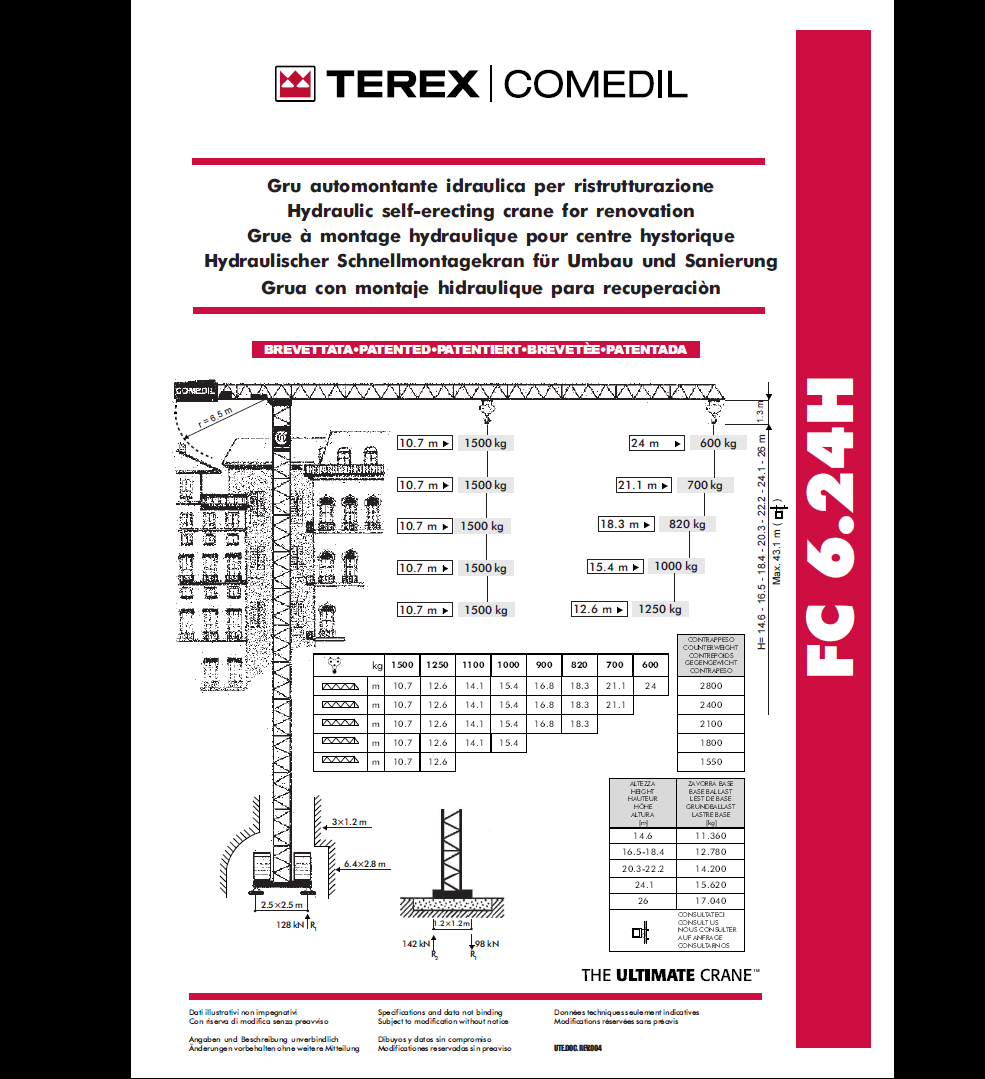 TEREX | COMEDIL
Gru automontante idraulica per ristrutturazione
Hydraulic self-erecting crane for renovation
Grue à montage hydraulique pour centre hystorique
Hydraulischer Schnellmontagekran für Umbau und Sanierung
Grua con montaje hidraulique para recuperaciòn
BREVETTATA•PATENTED•PATENTIERT•BREVETÈE•PATENTADA
FC 6.24H
COMEDIL
r = 6.5 m
1.3 m
H= 14.6 - 16.5 - 18.4 - 20.3 - 22.2 - 24.1 - 26 m
Max. 43.1 m ( )
10.7 m 1500 kg 24 m 600 kg
10.7 m 1500 kg 21.1 m 700 kg
10.7 m 1500 kg 18.3 m 820 kg
10.7 m 1500 kg 15.4 m 1000 kg
10.7 m 1500 kg 12.6 m 1250 kg
CONTRAPPESO
COUNTERWEIGHT
CONTREPOIDS
GEGENGEWICHT
CONTRAPESO
kg 1500 1250 1100 1000 900 820 700 600
m 10.7 12.6 14.1 15.4 16.8 18.3 21.1 24 2800
m 10.7 12.6 14.1 15.4 16.8 18.3 21.1 2400
m 10.7 12.6 14.1 15.4 16.8 18.3 2100
m 10.7 12.6 14.1 15.4 1800
m 10.7 12.6 1550
ALTEZZA
HEIGHT
HAUTEUR
HÖHE
ALTURA
[m]
ZAVORRA BASE
BASE BALLAST
LEST DE BASE
GRUNDBALLAST
LASTRE BASE
[kg]
14.6 11.360
16.5-18.4 12.780
20.3-22.2 14.200
24.1 15.620
26 17.040
CONSULTATECI
CONSULT US
NOUS CONSULTER
AUF ANFRAGE
CONSULTARNOS
3×1.2 m
6.4×2.8 m
2.5×2.5 m
128 kN R1
1.2×1.2m
142 kN 98 kN
R2 R1
THE ULTIMATE CRANE™
Dati illustrativi non impegnativi
Con riserva di modifica senza preavviso
Specifications and data not binding
Subject to modification without notice
Données techniques seulement indicatives
Modifications réservées sans préavis
Angaben und Beschreibung unverbindlich
Änderungen vorbehalten ohne weitere Mitteilung
Dibuyos y datos sin compromiso
Modificationes reservadas sin preaviso
UTE.DOC. REV.004